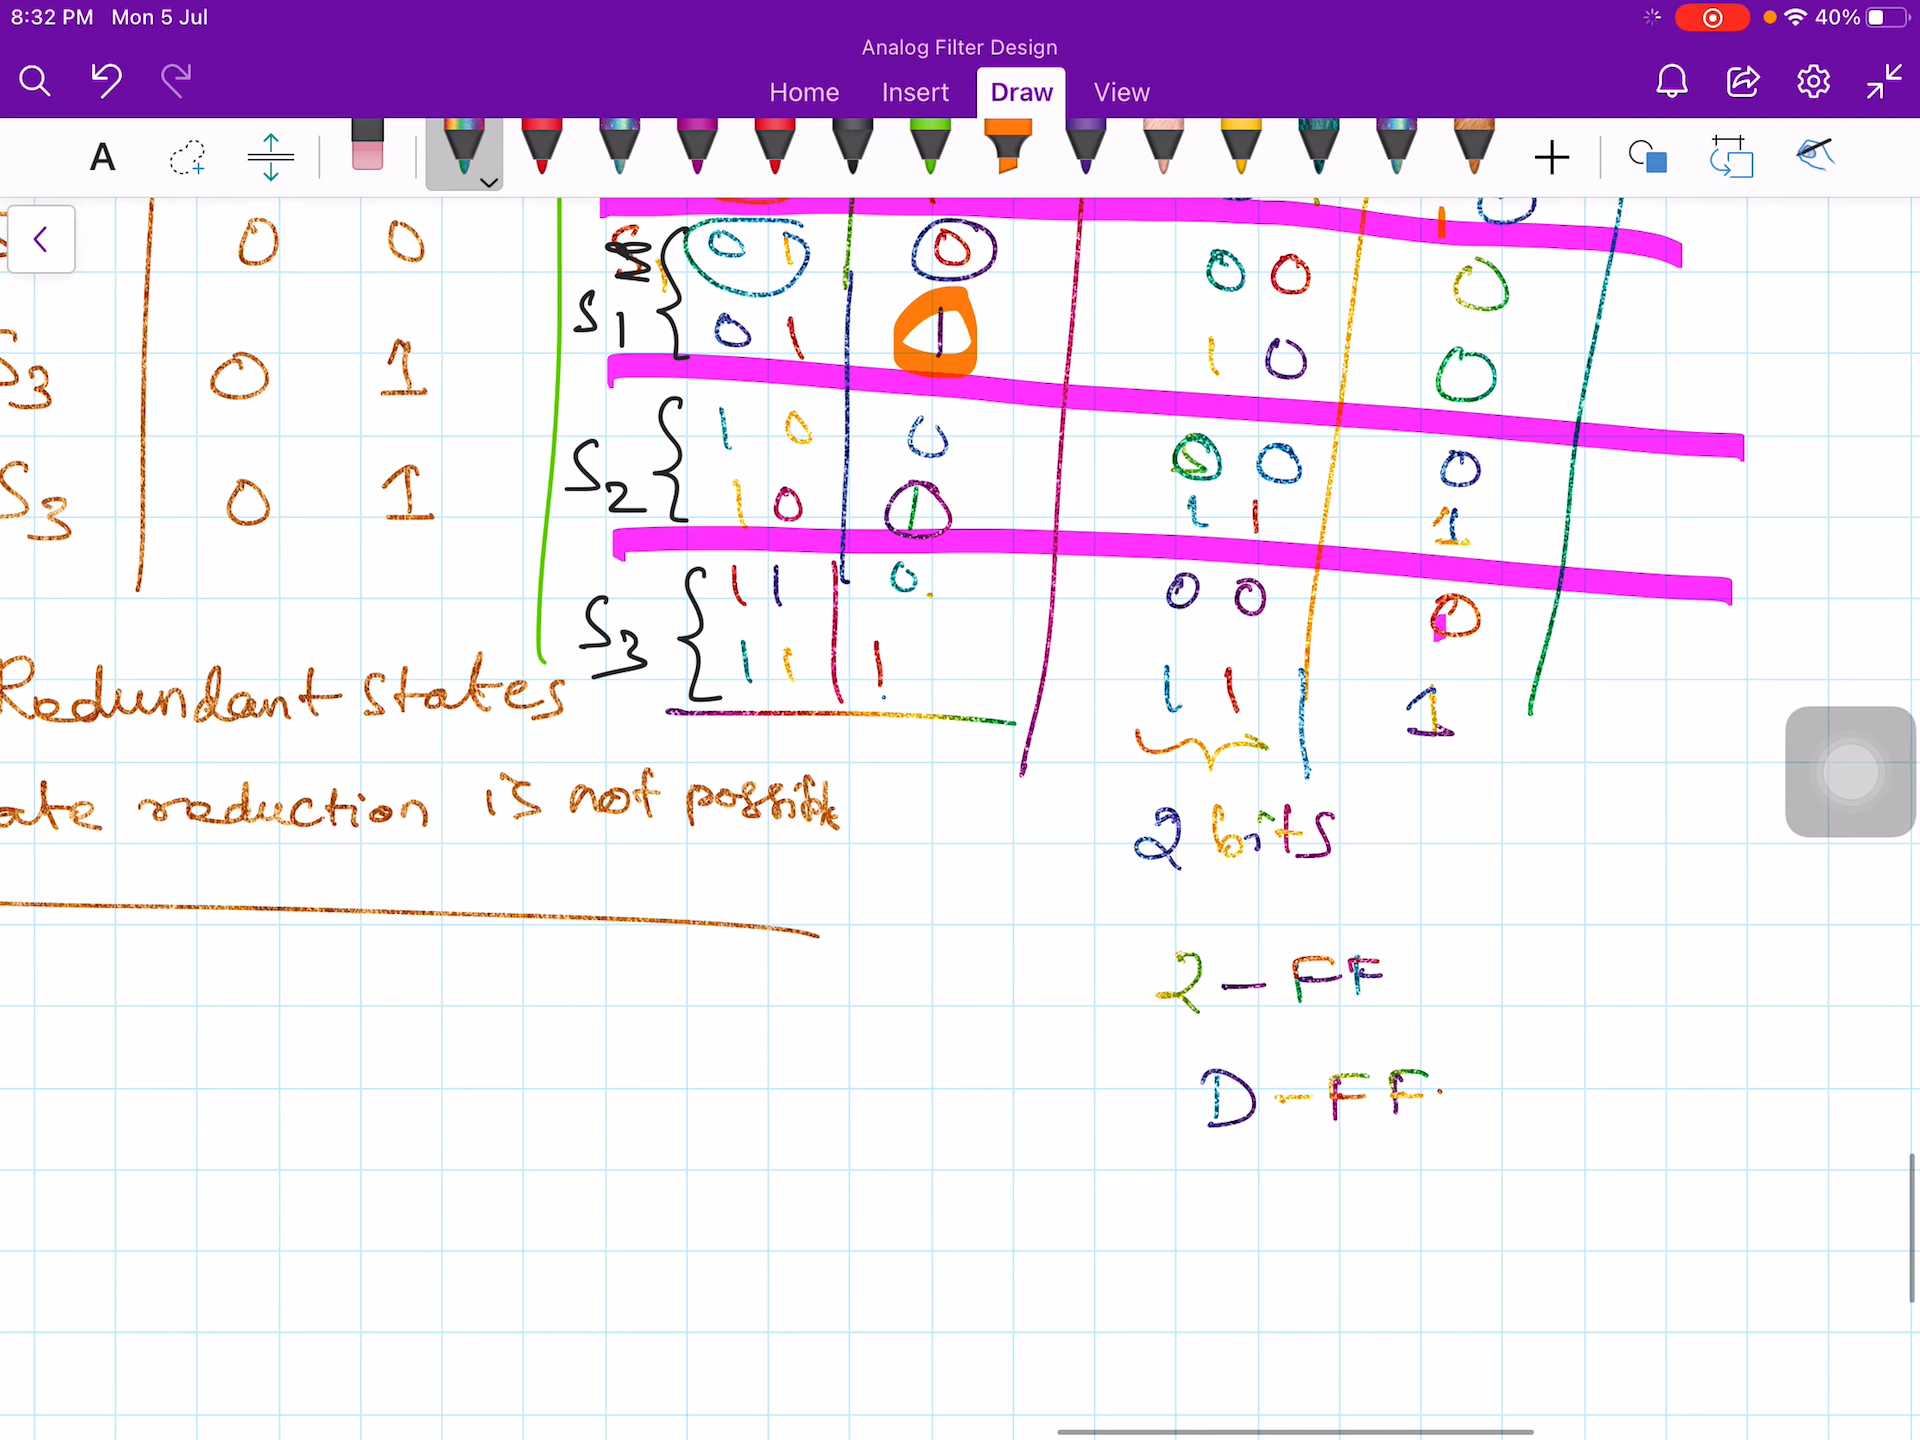 8:32 PM Mon 5 Jul
40%
Analog Filter Design
Home Insert Draw View
A
0 0
S1
0 1 0 0 0 0
0 1 1 1 0 0
S3 0 1
S2
1 0 0 0 0 0
1 0 1 1 1 1
S3 0 1
S3
1 1 0 0 0 0
1 1 1 1 1 1
Redundant States
ate reduction is not possible
2 bits
2 - FF
D - FF